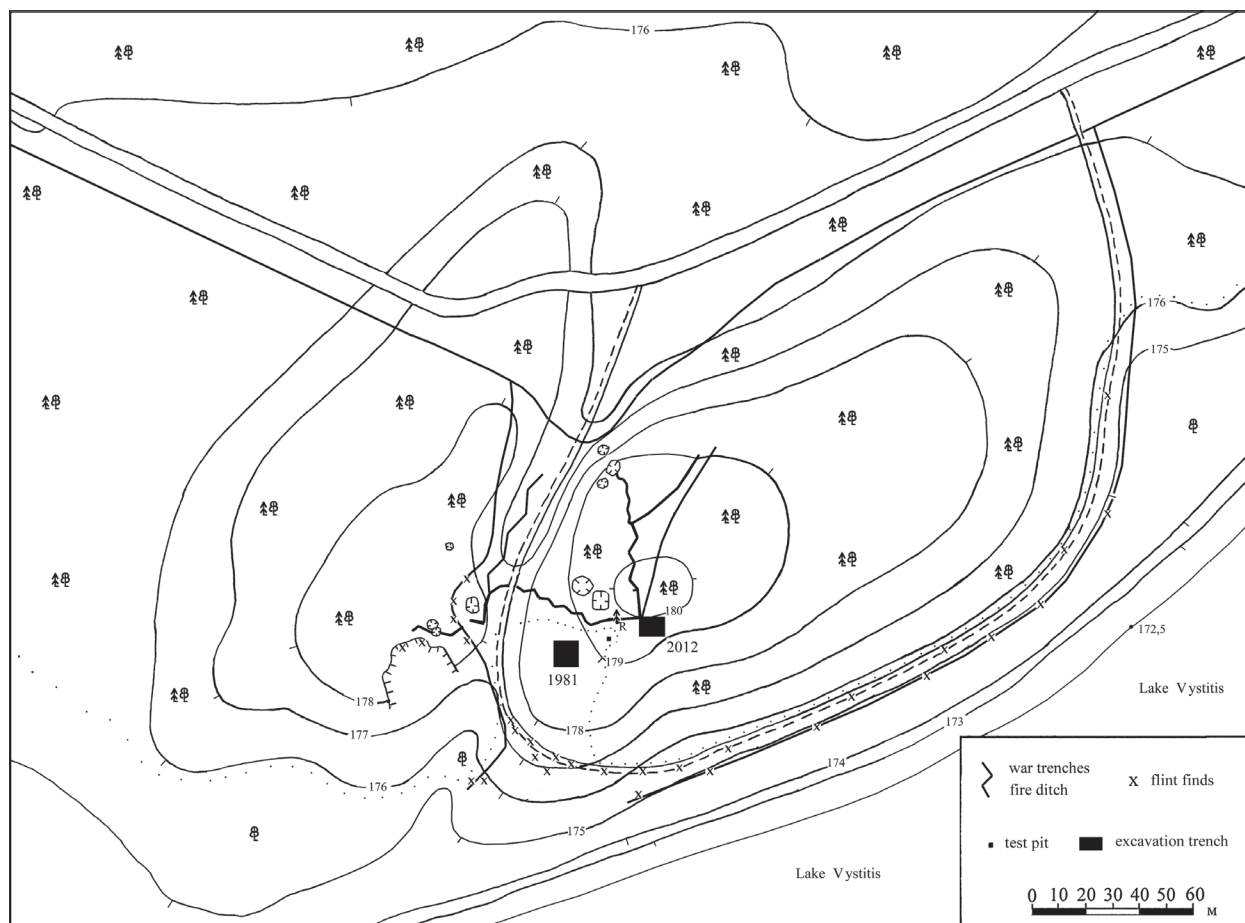 176
176
175
180
R
2012
179
1981
172,5
178
178
Lake Vystitis
177
173
174
176
175
Lake Vystitis
war trenches
fire ditch
x flint finds
test pit
excavation trench
0 10 20 30 40 50 60
м